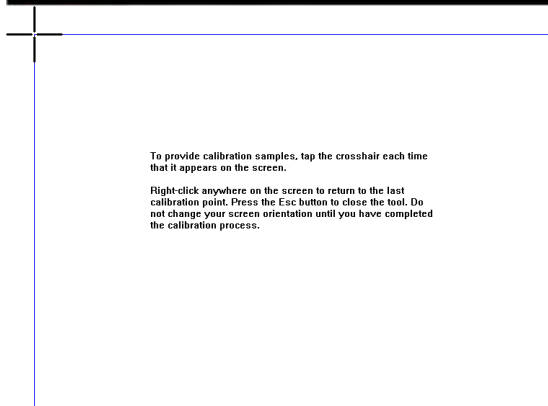 To provide calibration samples, tap the crosshair each time
that it appears on the screen.
Right-click anywhere on the screen to return to the last
calibration point. Press the Esc button to close the tool. Do
not change your screen orientation until you have completed
the calibration process.